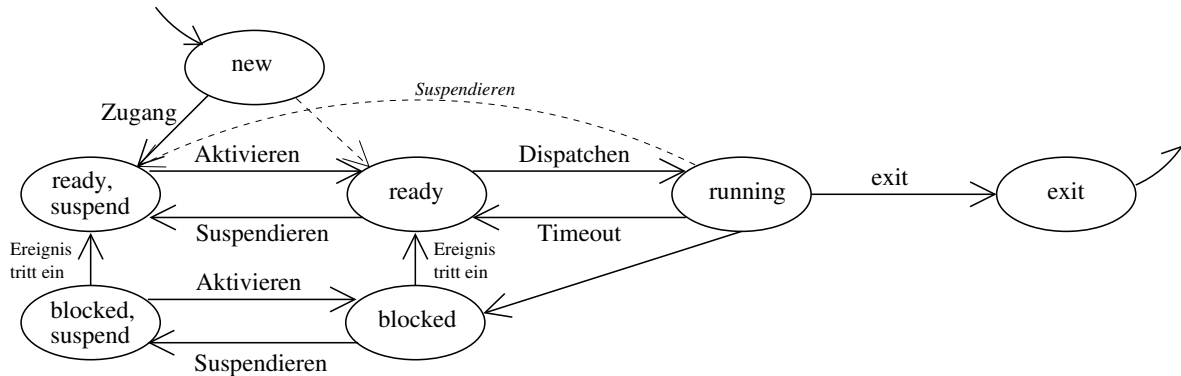 new
Suspendieren
Zugang
Aktivieren
Dispatchen
ready,
suspend
ready
running
exit
exit
Suspendieren
Timeout
Ereignis
tritt ein
Ereignis
tritt ein
Aktivieren
blocked,
suspend
blocked
Suspendieren